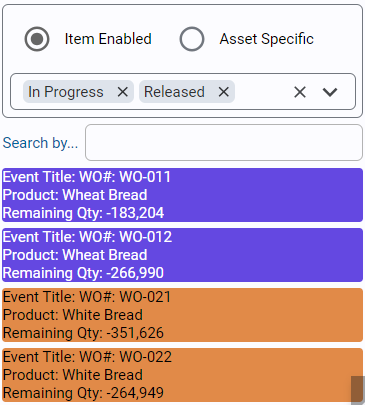 Item Enabled Asset Specific
In Progress Released
Search by...
Event Title: WO#: WO-011
Product: Wheat Bread
Remaining Qty: -183,204
Event Title: WO#: WO-012
Product: Wheat Bread
Remaining Qty: -266,990
Event Title: WO#: WO-021
Product: White Bread
Remaining Qty: -351,626
Event Title: WO#: WO-022
Product: White Bread
Remaining Qty: -264,949